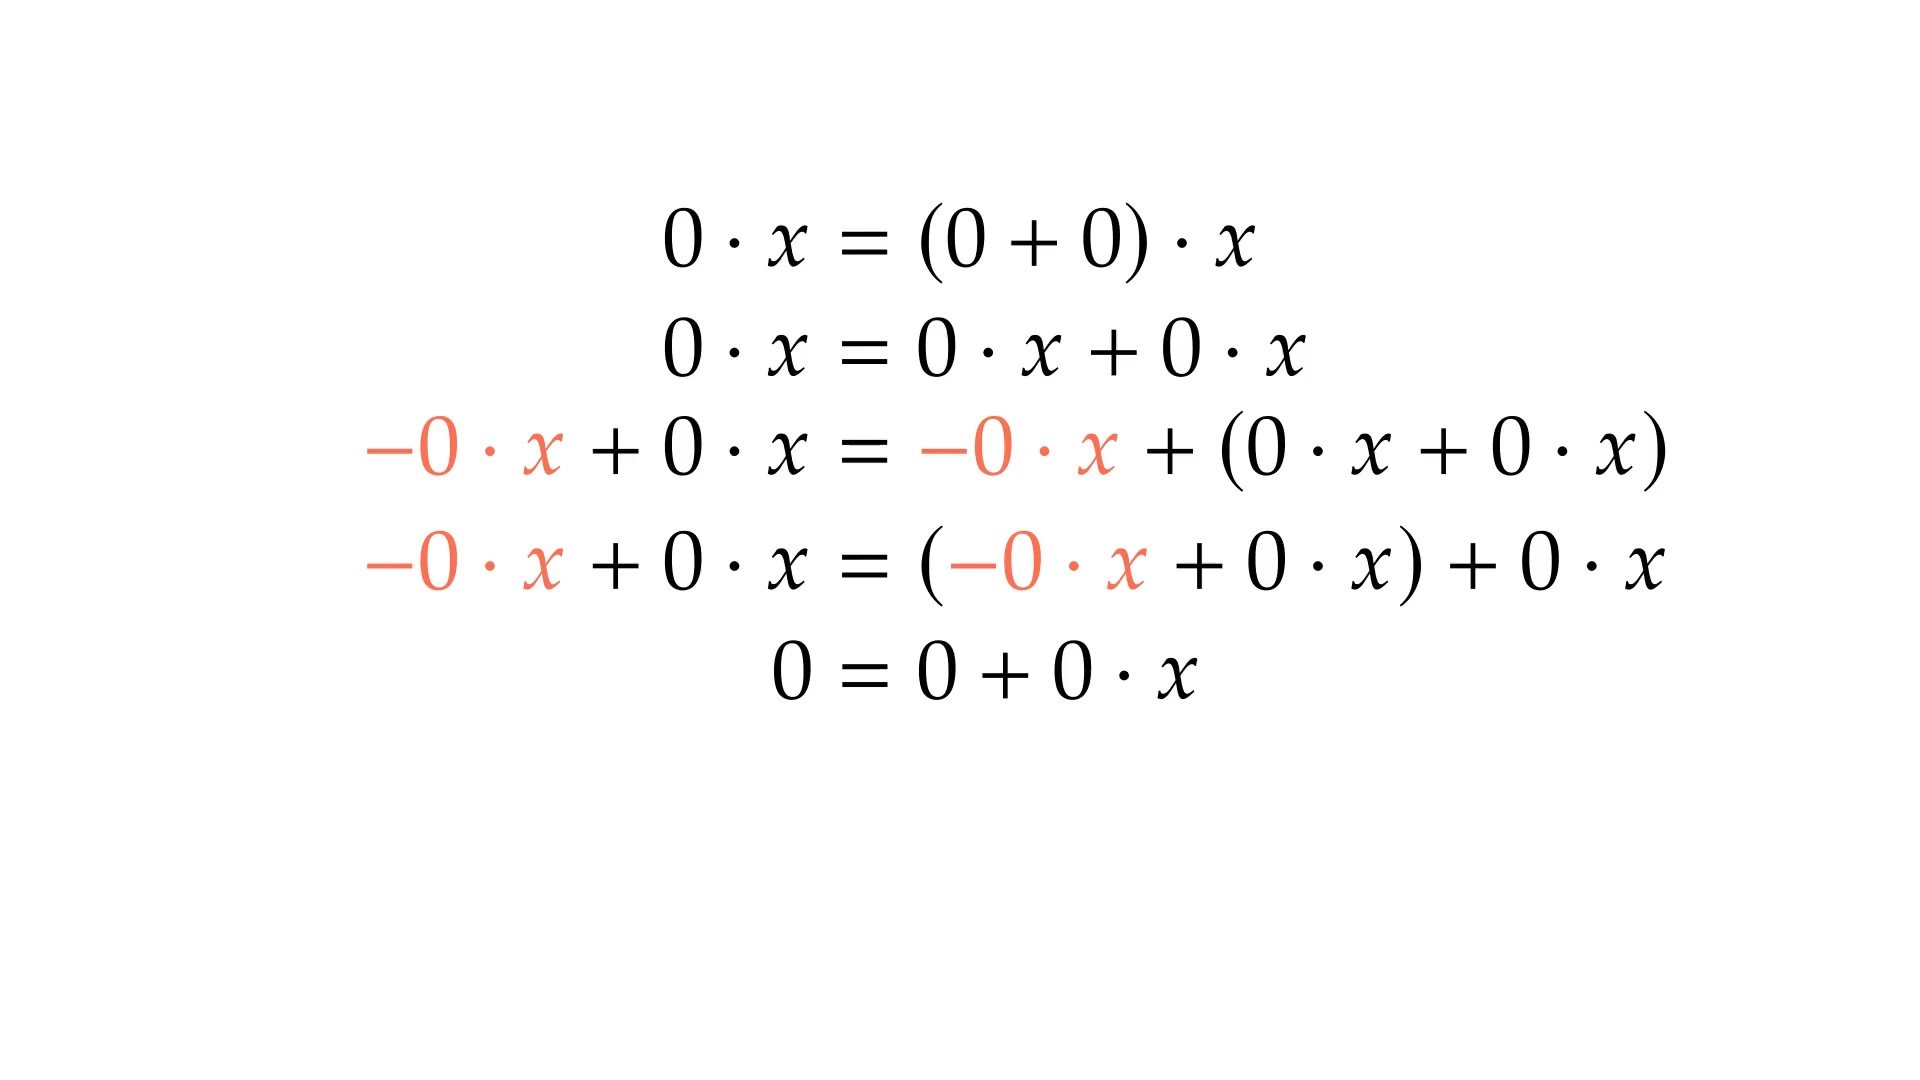 0 · x = (0 + 0) · x
0 · x = 0 · x + 0 · x
−0 · x + 0 · x = −0 · x + (0 · x + 0 · x)
−0 · x + 0 · x = (−0 · x + 0 · x) + 0 · x
0 = 0 + 0 · x